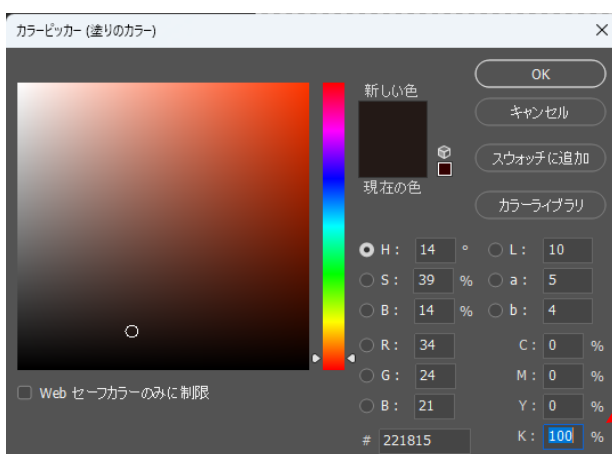 カラーピッカー (塗りのカラー)
新しい色
現在の色
OK
キャンセル
スウォッチに追加
カラーライブラリ
H : 14 °
S : 39 %
B : 14 %
R : 34
G : 24
B : 21
# 221815
L : 10
a : 5
b : 4
C : 0 %
M : 0 %
Y : 0 %
K : 100 %
Web セーフカラーのみに制限